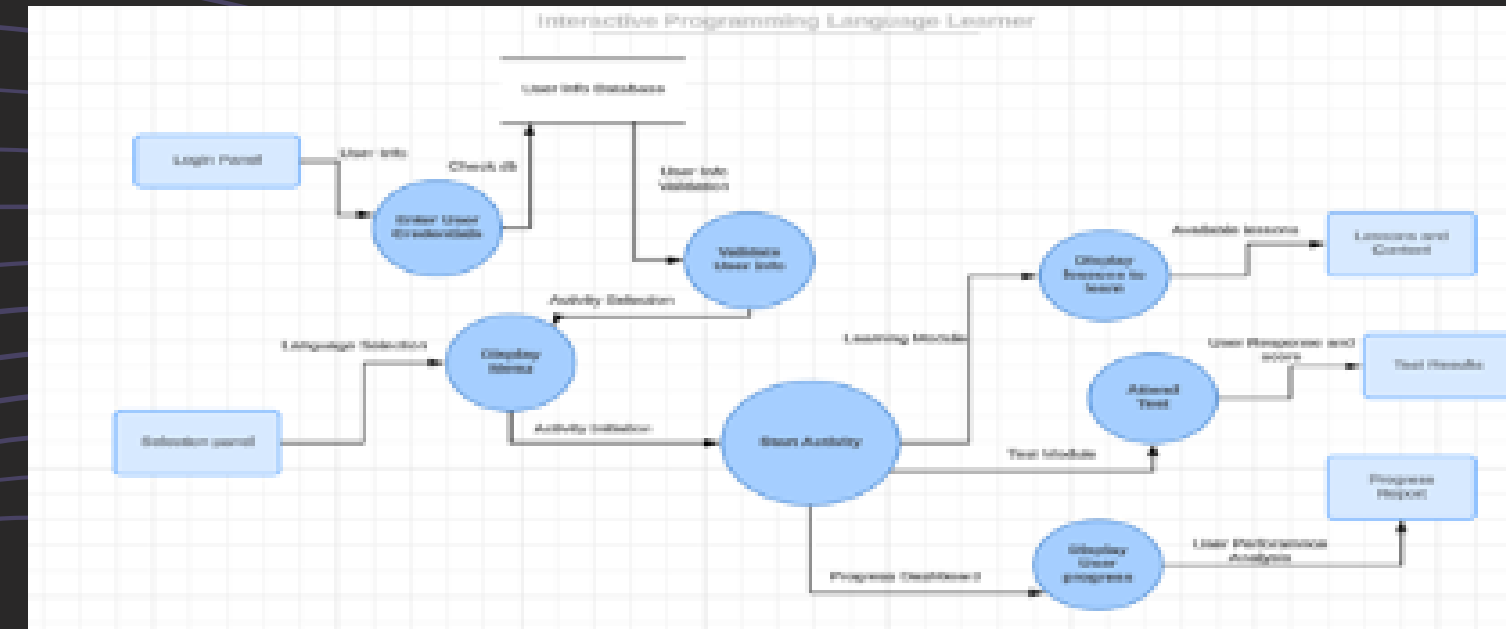 Interactive Programming Language Learner
User Info Database
Login Panel
User Info
Check db
User Info
Validation
Enter User
Credentials
Validate
User Info
Available lessons
Lessons and
Content
Display
lessons to
learn
Activity Selection
Language Selection
Display
Menu
Learning Module
User Response and
score
Test Results
Attend
Test
Selection panel
Activity Initiation
Start Activity
Test Module
Progress
Report
Display
User
progress
User Performance
Analysis
Progress Dashboard